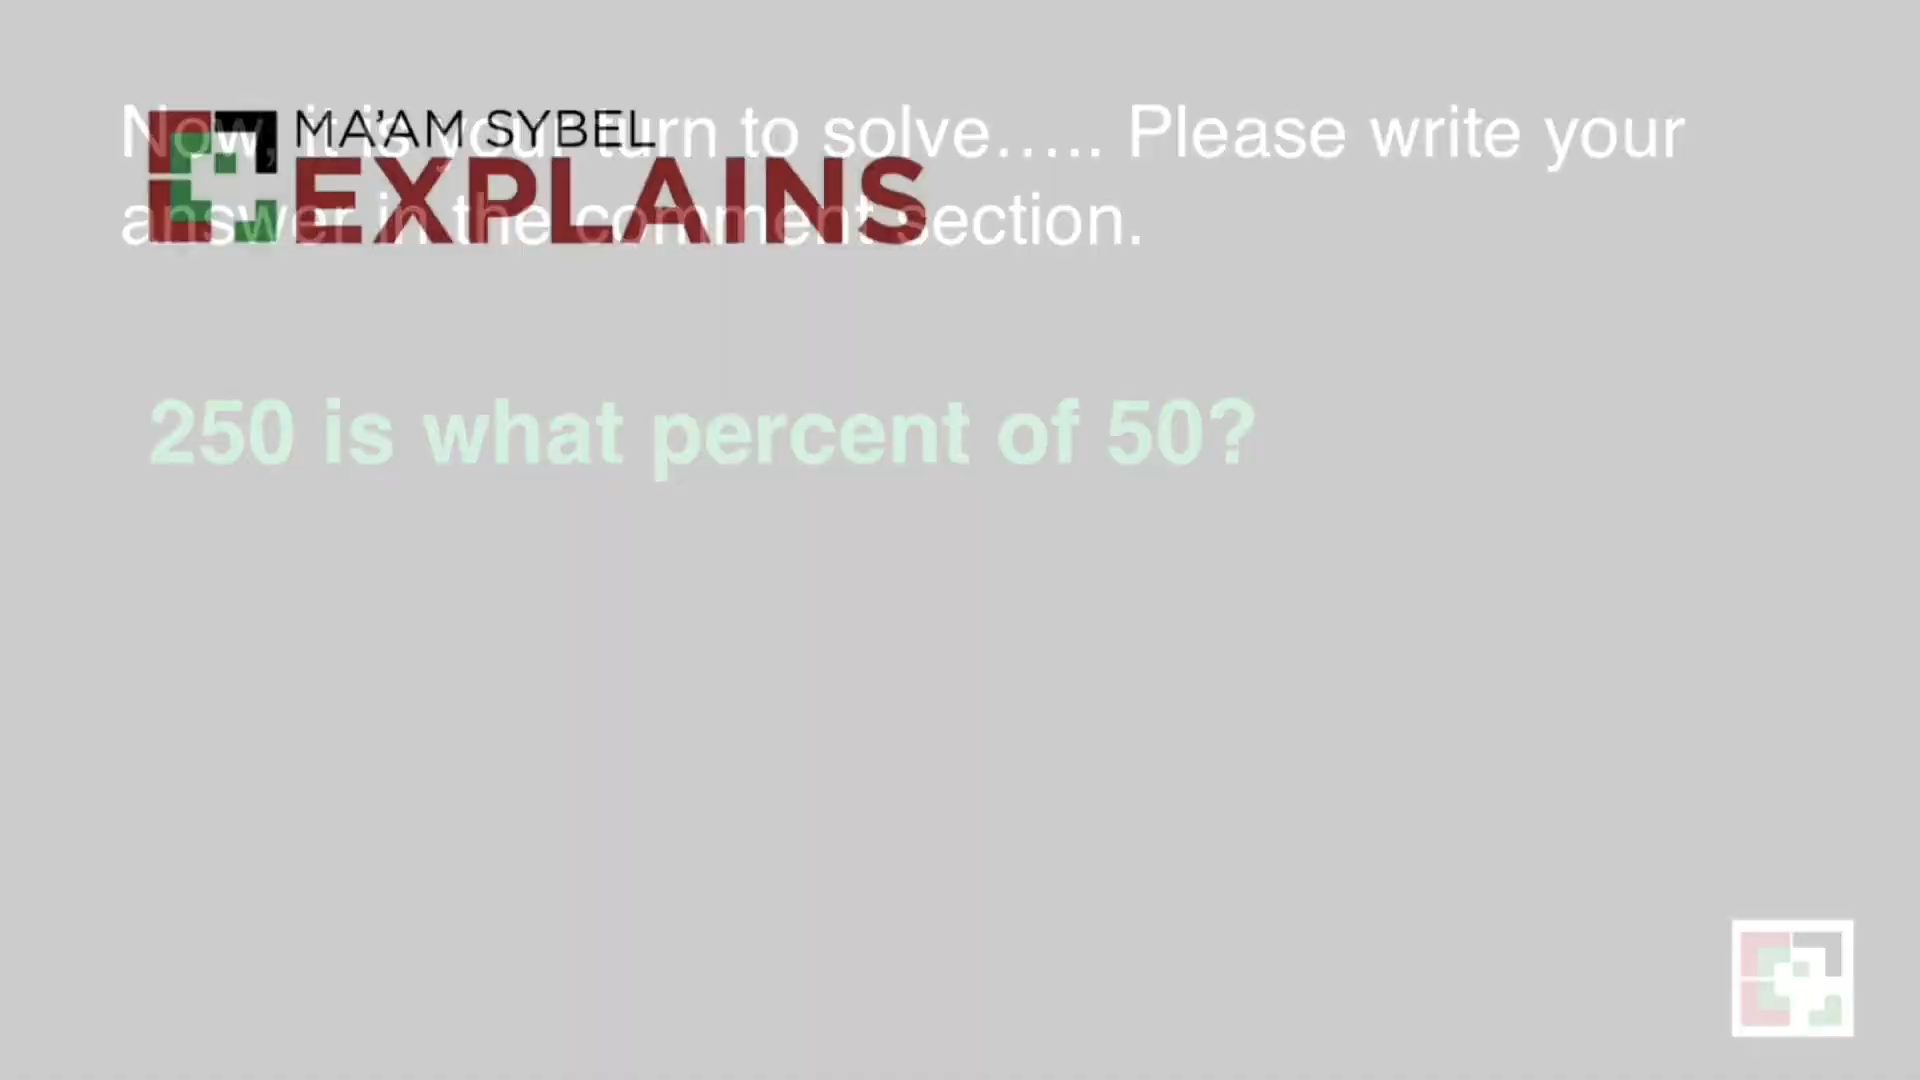 Now, it is your turn to solve..... Please write your
answer in the comment section.
MA'AM SYBEL
EXPLAINS
250 is what percent of 50?